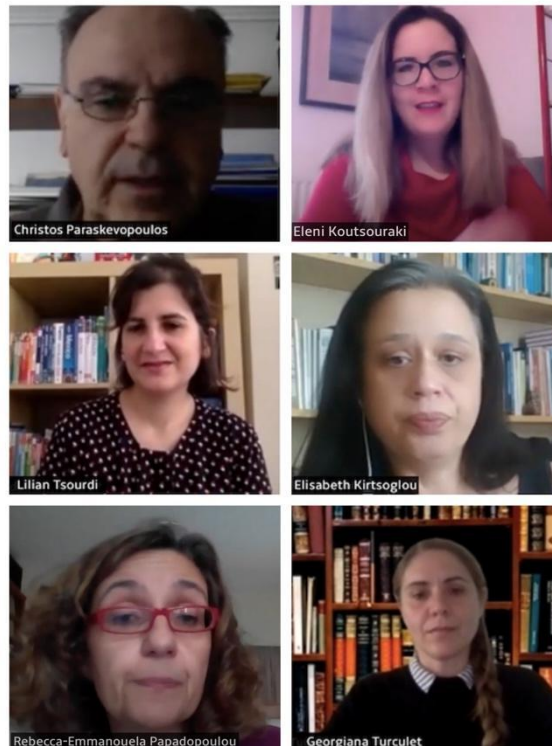 Christos Paraskevopoulos
Eleni Koutsouraki
Lilian Tsourdi
Elisabeth Kirtsoglou
Rebecca-Emmanouela Papadopoulou
Georgiana Turculet